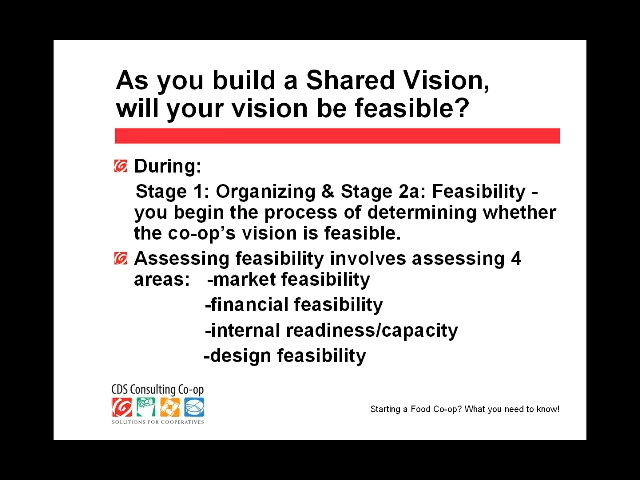 As you build a Shared Vision,
will your vision be feasible?
During:
Stage 1: Organizing & Stage 2a: Feasibility -
you begin the process of determining whether
the co-op's vision is feasible.
Assessing feasibility involves assessing 4
areas: -market feasibility
-financial feasibility
-internal readiness/capacity
-design feasibility
CDS Consulting Co-op
SOLUTIONS FOR COOPERATIVES
Starting a Food Co-op? What you need to know!